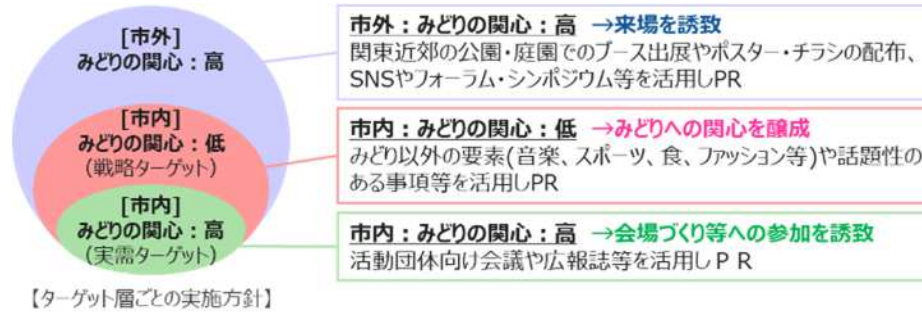 [市外]
みどりの関心：高
[市内]
みどりの関心：低
(戦略ターゲット)
[市内]
みどりの関心：高
(実需ターゲット)
【ターゲット層ごとの実施方針】
市外：みどりの関心：高 →来場を誘致
関東近郊の公園・庭園でのブース出展やポスター・チラシの配布、
SNSやフォーラム・シンポジウム等を活用しPR
市内：みどりの関心：低 →みどりへの関心を醸成
みどり以外の要素(音楽、スポーツ、食、ファッション等)や話題性の
ある事項等を活用しPR
市内：みどりの関心：高 →会場づくり等への参加を誘致
活動団体向け会議や広報誌等を活用しＰＲ